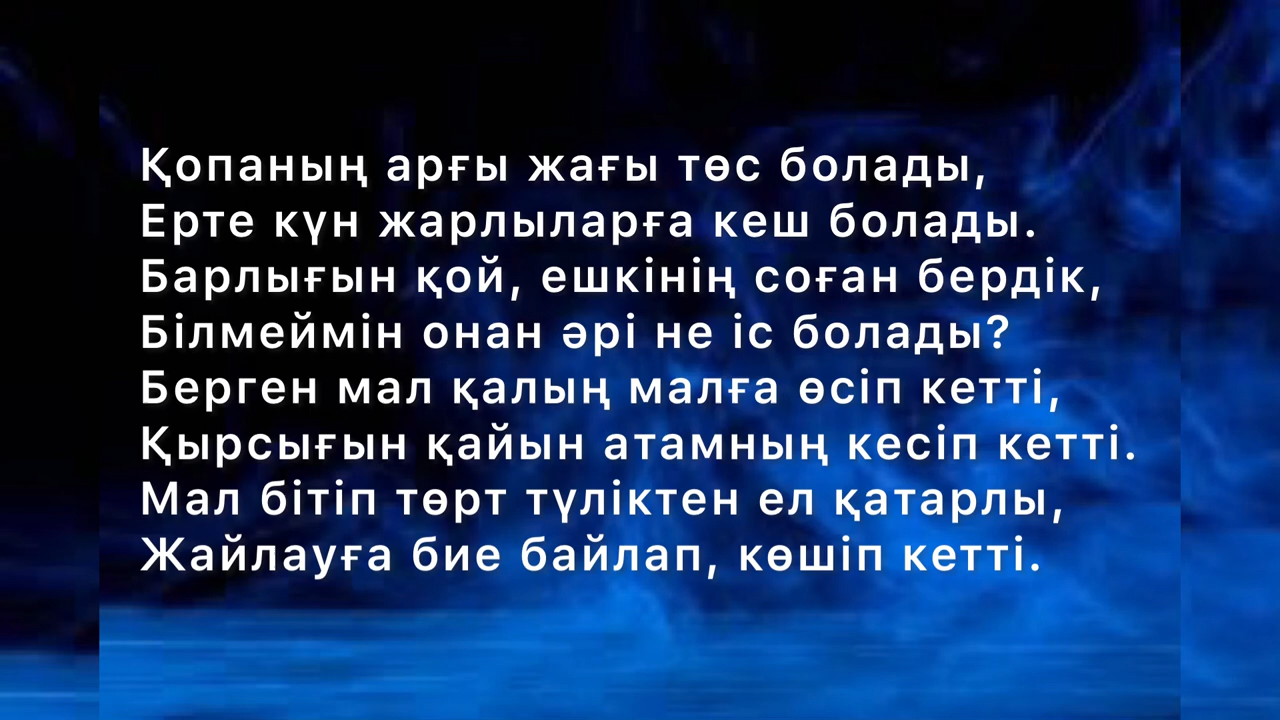 Қопаның арғы жағы төс болады,
Ерте күн жарлыларға кеш болады.
Барлығын қой, ешкінің соған бердік,
Білмеймін онан әрі не іс болады?
Берген мал қалың малға өсіп кетті,
Қырсығын қайын атамның кесіп кетті.
Мал бітіп төрт түліктен ел қатарлы,
Жайлауға бие байлап, көшіп кетті.